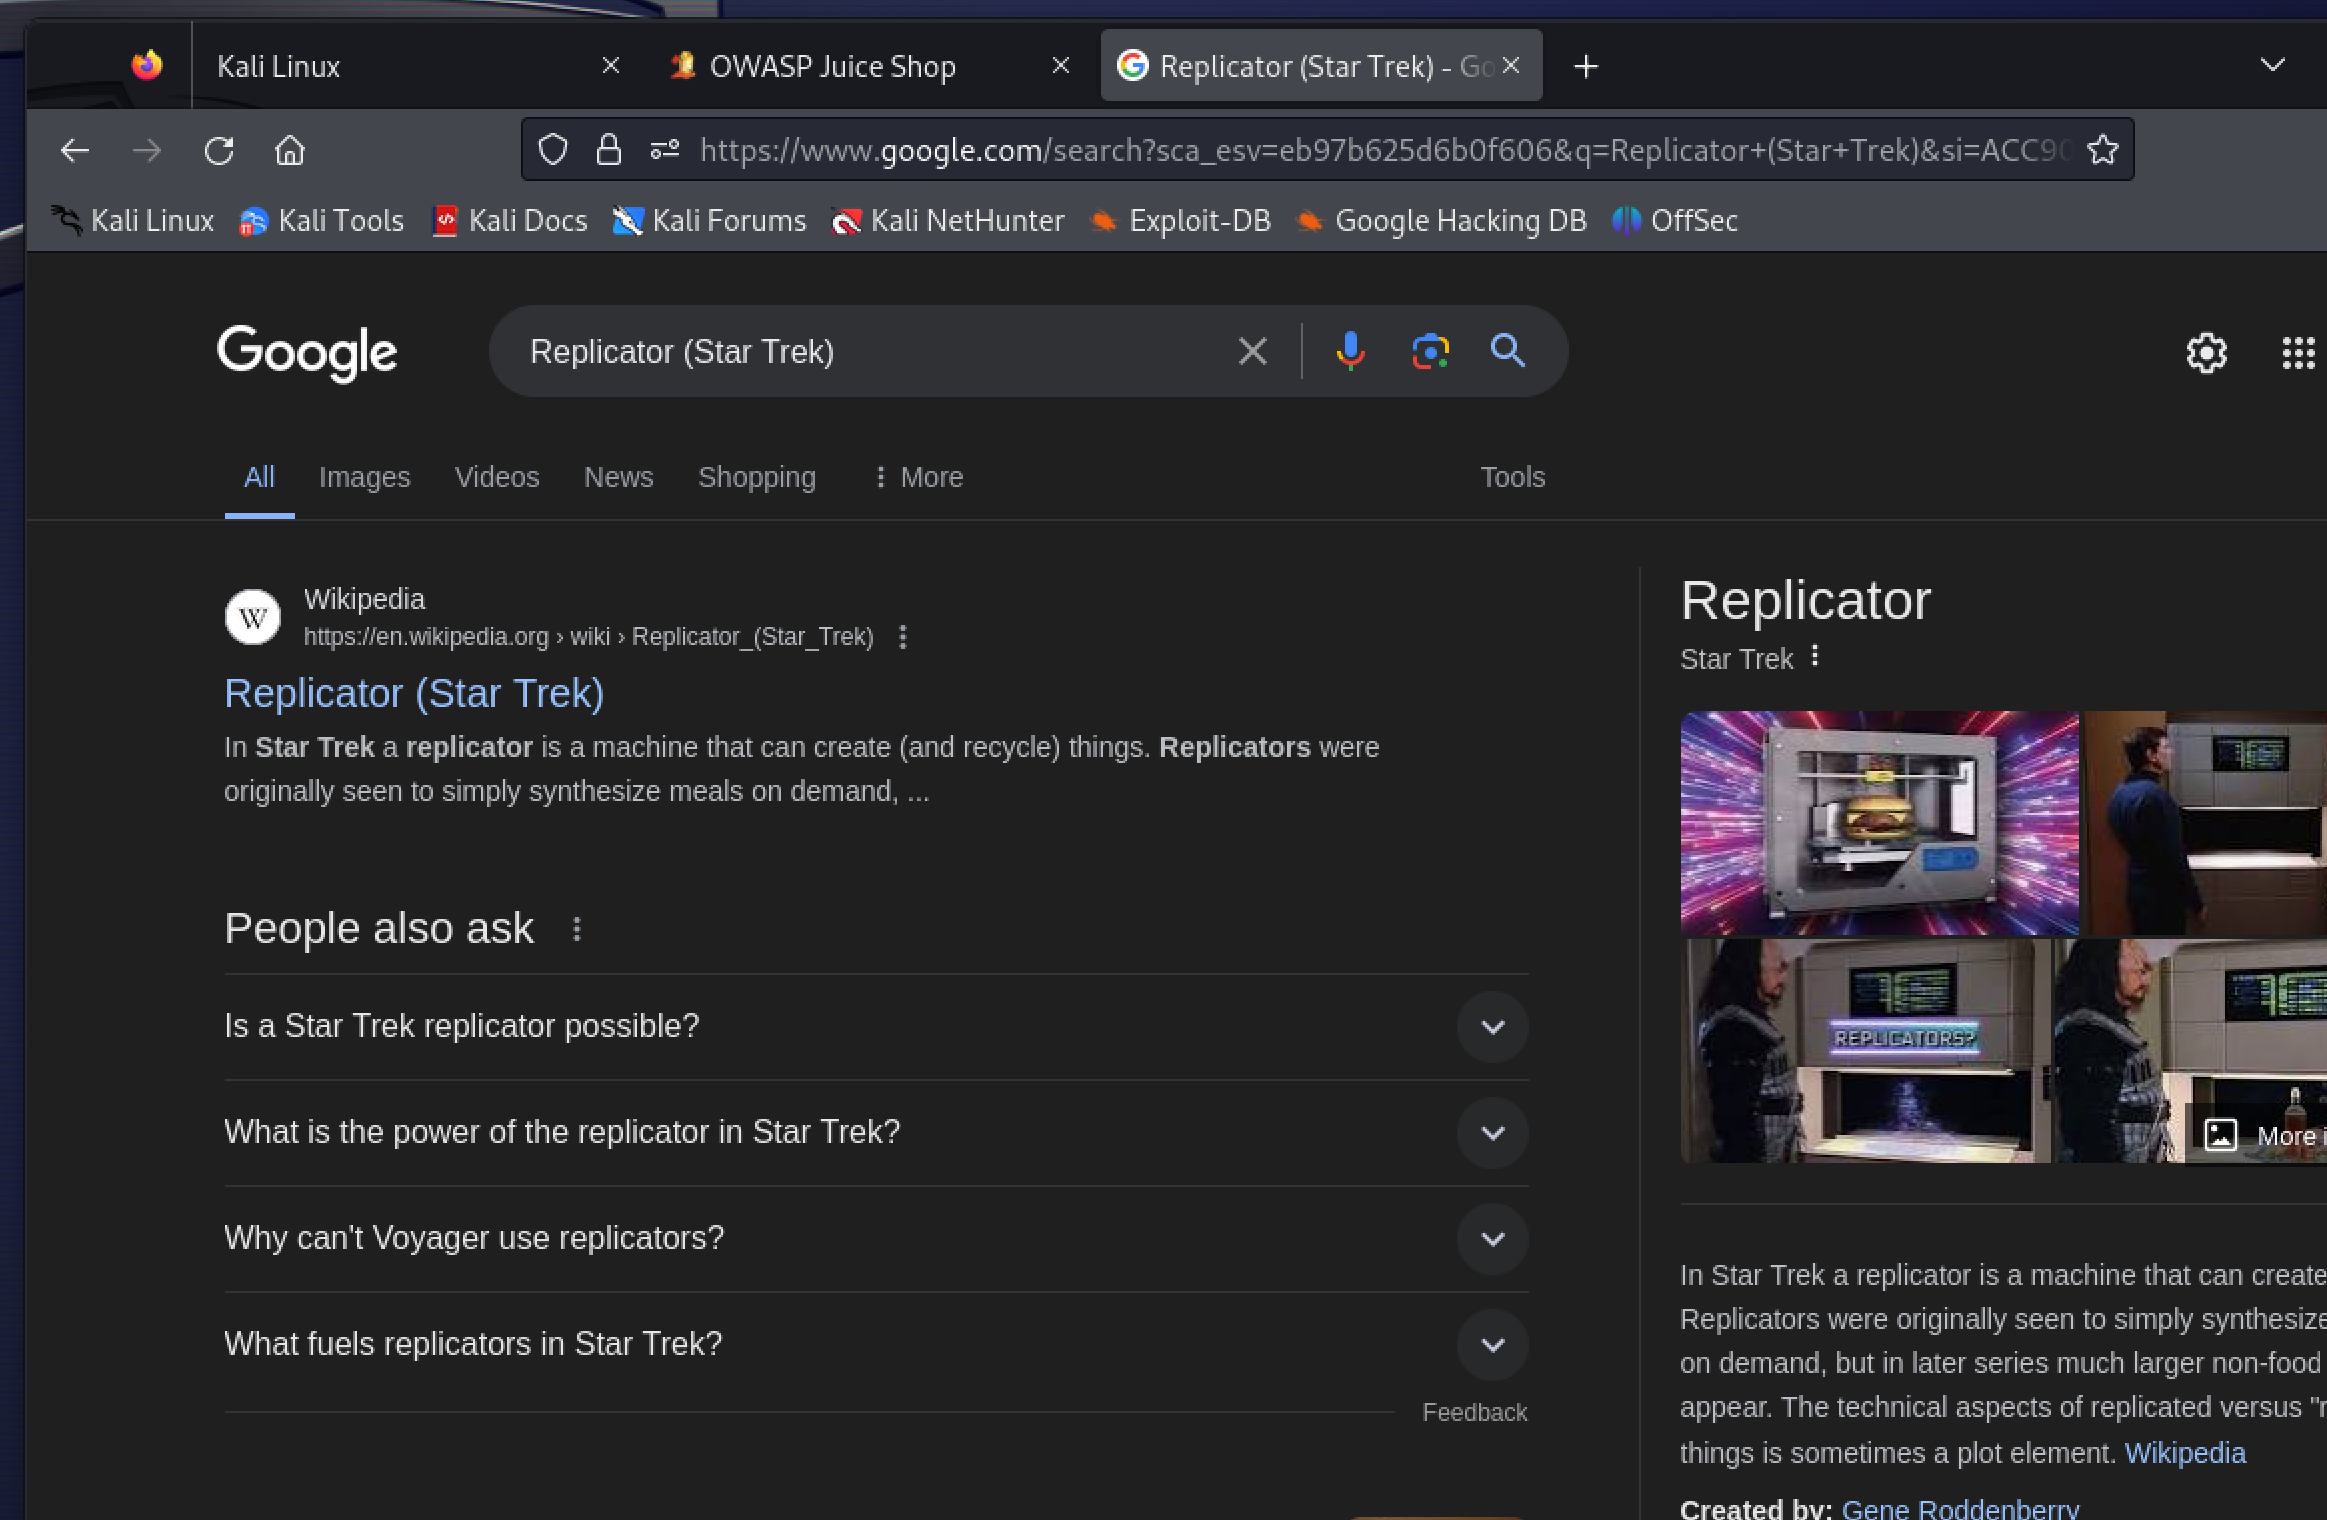 Kali Linux
OWASP Juice Shop
Replicator (Star Trek) - Go
https://www.google.com/search?sca_esv=eb97b625d6b0f606&q=Replicator+(Star+Trek)&si=ACC90
Kali Linux
Kali Tools
Kali Docs
Kali Forums
Kali NetHunter
Exploit-DB
Google Hacking DB
OffSec
Google
Replicator (Star Trek)
All
Images
Videos
News
Shopping
More
Tools
W
Wikipedia
https://en.wikipedia.org › wiki › Replicator_(Star_Trek)
Replicator (Star Trek)
In Star Trek a replicator is a machine that can create (and recycle) things. Replicators were
originally seen to simply synthesize meals on demand, ...
People also ask
Is a Star Trek replicator possible?
What is the power of the replicator in Star Trek?
Why can't Voyager use replicators?
What fuels replicators in Star Trek?
Feedback
Replicator
Star Trek
REPLICATORS?
More i
In Star Trek a replicator is a machine that can create
Replicators were originally seen to simply synthesize
on demand, but in later series much larger non-food
appear. The technical aspects of replicated versus "r
things is sometimes a plot element. Wikipedia
Created by: Gene Roddenberry